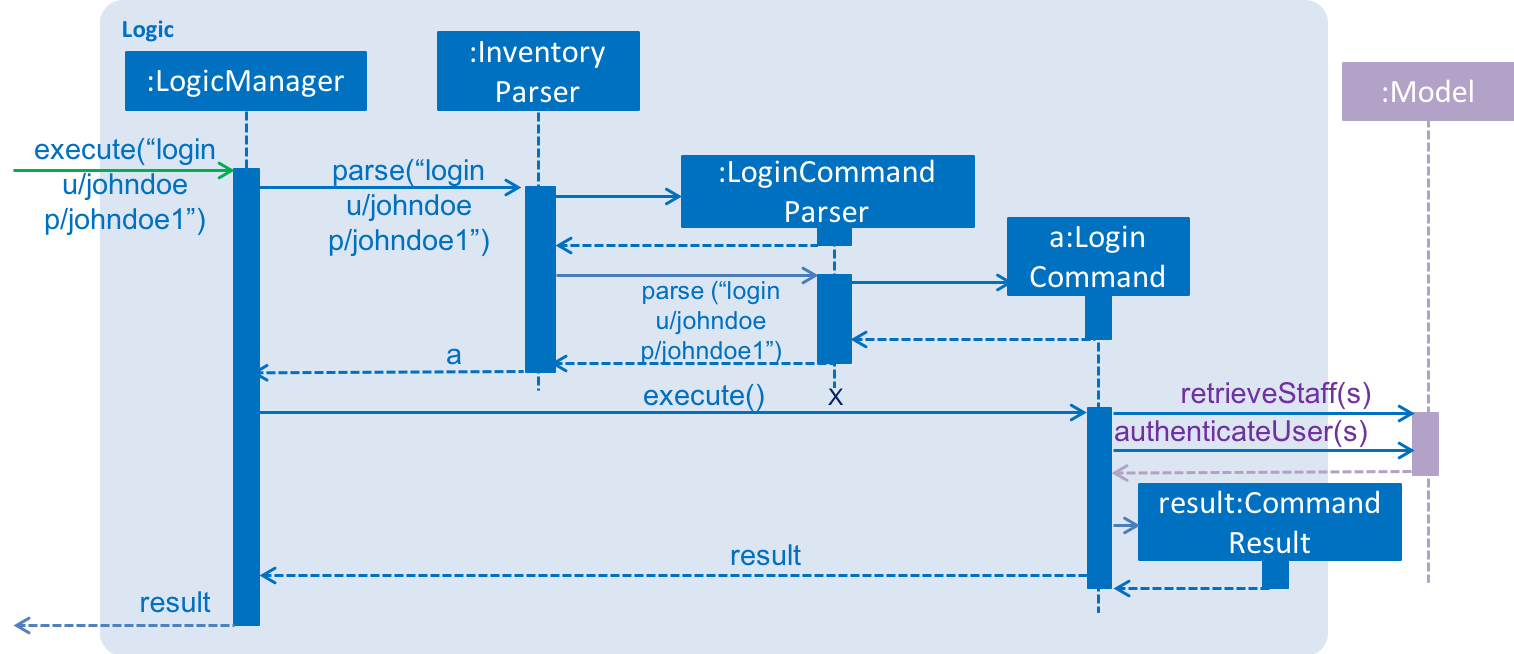 Logic
:LogicManager
:Inventory
Parser
:Model
execute(“login
u/johndoe
p/johndoe1”)
parse(“login
u/johndoe
p/johndoe1”)
:LoginCommand
Parser
a:Login
Command
parse (“login
u/johndoe
p/johndoe1”)
a
x
execute()
retrieveStaff(s)
authenticateUser(s)
result:Command
Result
result
result